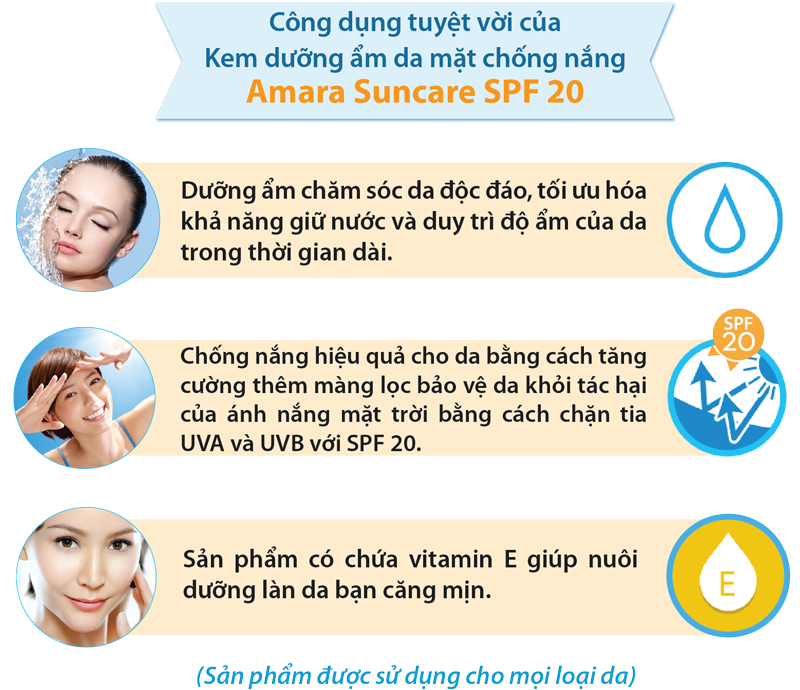 Công dụng tuyệt vời của
Kem dưỡng ẩm da mặt chống nắng
Amara Suncare SPF 20
Dưỡng ẩm chăm sóc da độc đáo, tối ưu hóa
khả năng giữ nước và duy trì độ ẩm của da
trong thời gian dài.
SPF
20
Chống nắng hiệu quả cho da bằng cách tăng
cường thêm màng lọc bảo vệ da khỏi tác hại
của ánh nắng mặt trời bằng cách chặn tia
UVA và UVB với SPF 20.
Sản phẩm có chứa vitamin E giúp nuôi
dưỡng làn da bạn căng mịn.
E
(Sản phẩm được sử dụng cho mọi loại da)